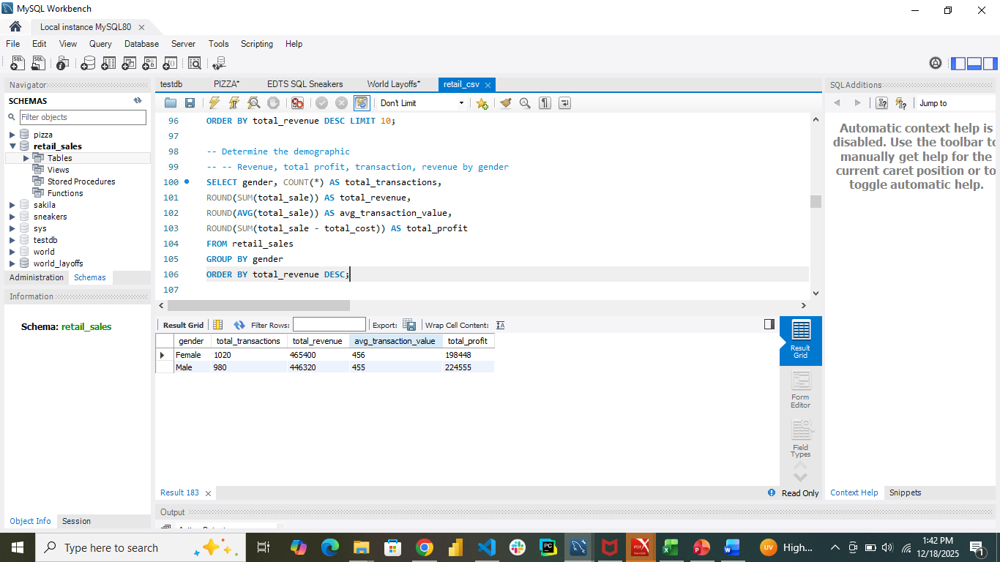 MySQL Workbench
Local instance MySQL80
File Edit View Query Database Server Tools Scripting Help
Navigator
SCHEMAS
Filter objects
pizza
retail_sales
Tables
Views
Stored Procedures
Functions
sakila
sneakers
sys
testdb
world
world_layoffs
Administration Schemas
Information
Schema: retail_sales
Object Info Session
testdb PIZZA* EDTS SQL Sneakers World Layoffs* retail_csv
Don't Limit
96 ORDER BY total_revenue DESC LIMIT 10;
97
98 -- Determine the demographic
99 -- -- Revenue, total profit, transaction, revenue by gender
100 SELECT gender, COUNT(*) AS total_transactions,
101 ROUND(SUM(total_sale)) AS total_revenue,
102 ROUND(AVG(total_sale)) AS avg_transaction_value,
103 ROUND(SUM(total_sale - total_cost)) AS total_profit
104 FROM retail_sales
105 GROUP BY gender
106 ORDER BY total_revenue DESC;
107
Result Grid Filter Rows: Export: Wrap Cell Content:
gender total_transactions total_revenue avg_transaction_value total_profit
Female 1020 465400 456 198448
Male 980 446320 455 224555
Result Grid
Form Editor
Field Types
Result 183
Read Only
Output
SQLAdditions
Jump to
Automatic context help is
disabled. Use the toolbar to
manually get help for the
current caret position or to
toggle automatic help.
Context Help Snippets
Type here to search
UV High...
1:42 PM
12/18/2025
1